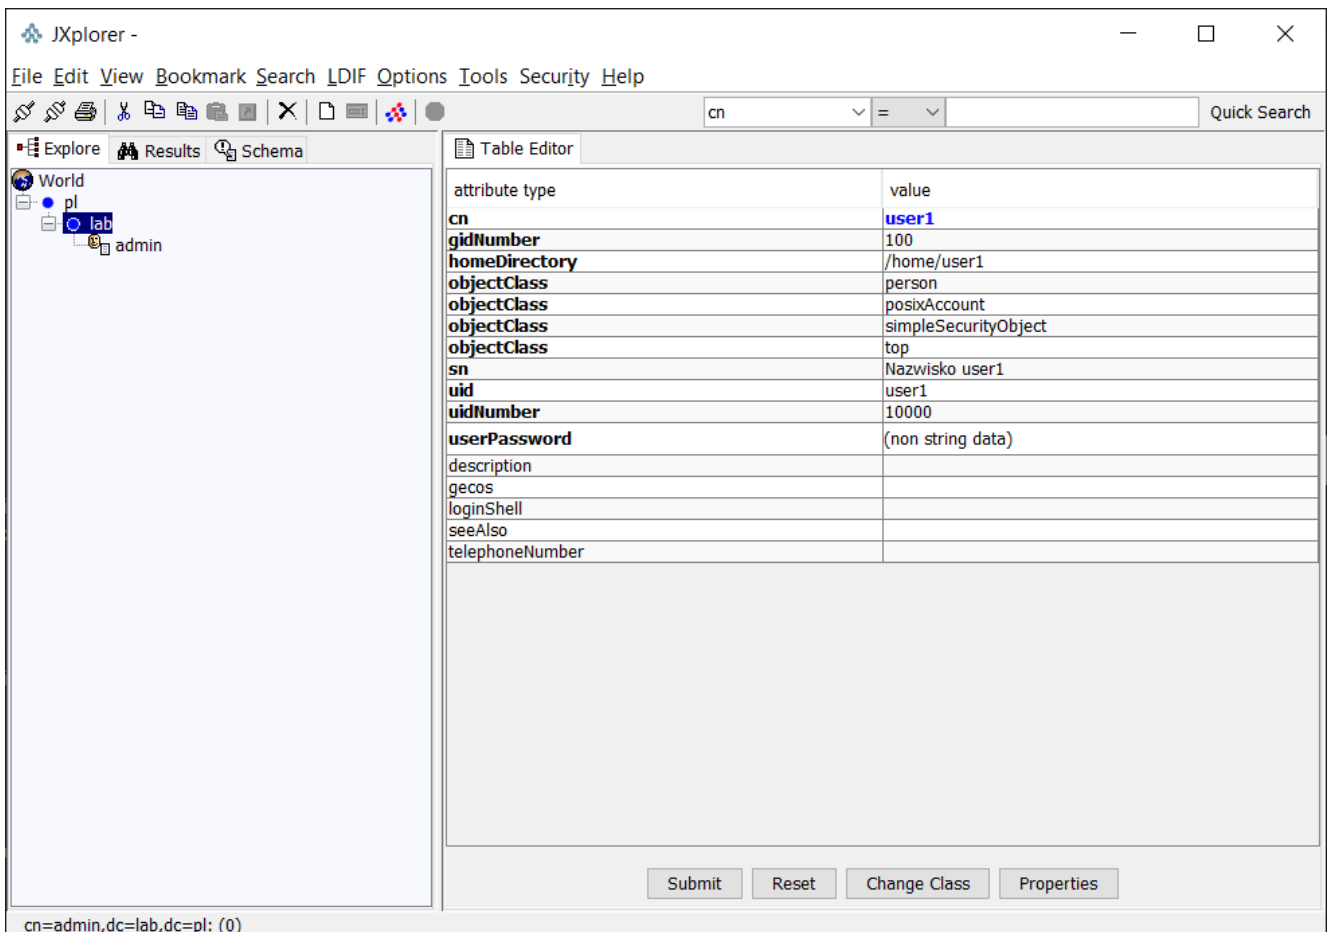 JXplorer -
File Edit View Bookmark Search LDIF Options Tools Security Help
cn = Quick Search
Explore Results Schema
World
pl
lab
admin
Table Editor
attribute type value
cn user1
gidNumber 100
homeDirectory /home/user1
objectClass person
objectClass posixAccount
objectClass simpleSecurityObject
objectClass top
sn Nazwisko user1
uid user1
uidNumber 10000
userPassword (non string data)
description
gecos
loginShell
seeAlso
telephoneNumber
Submit Reset Change Class Properties
cn=admin,dc=lab,dc=pl: (0)